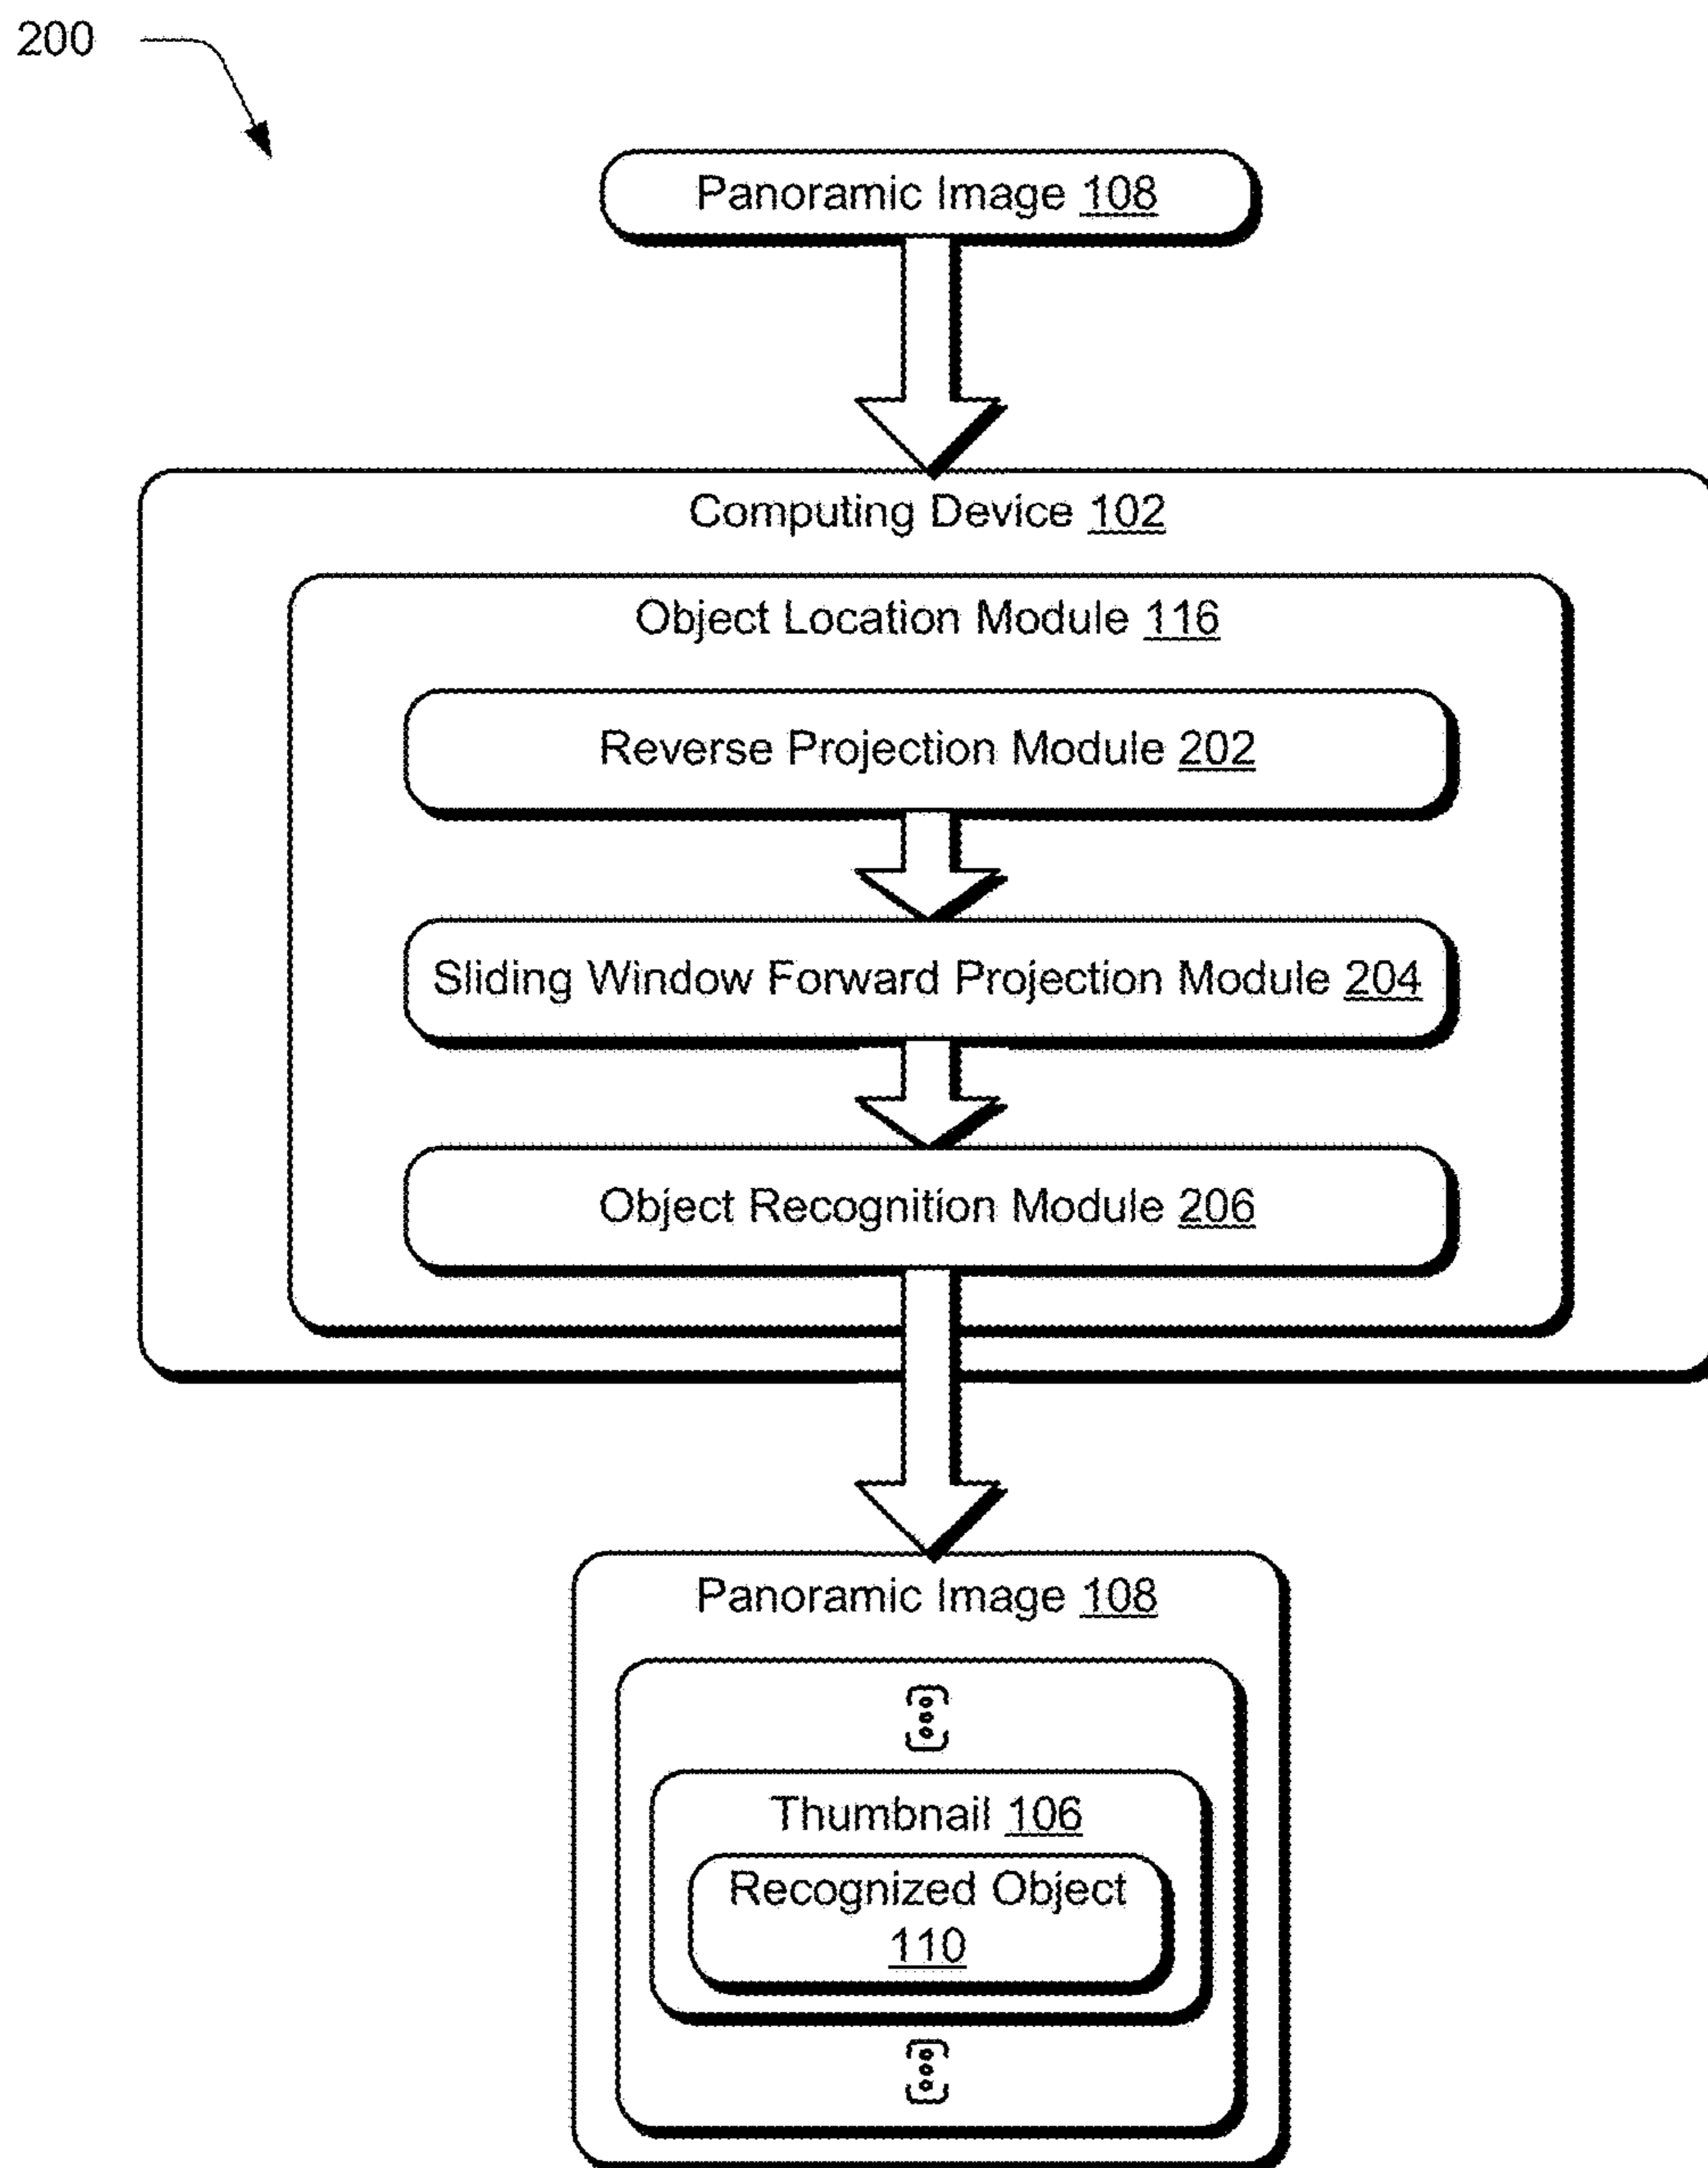 200
Panoramic Image 108
Computing Device 102
Object Location Module 116
Reverse Projection Module 202
Sliding Window Forward Projection Module 204
Object Recognition Module 206
Panoramic Image 108
Thumbnail 106
Recognized Object
110